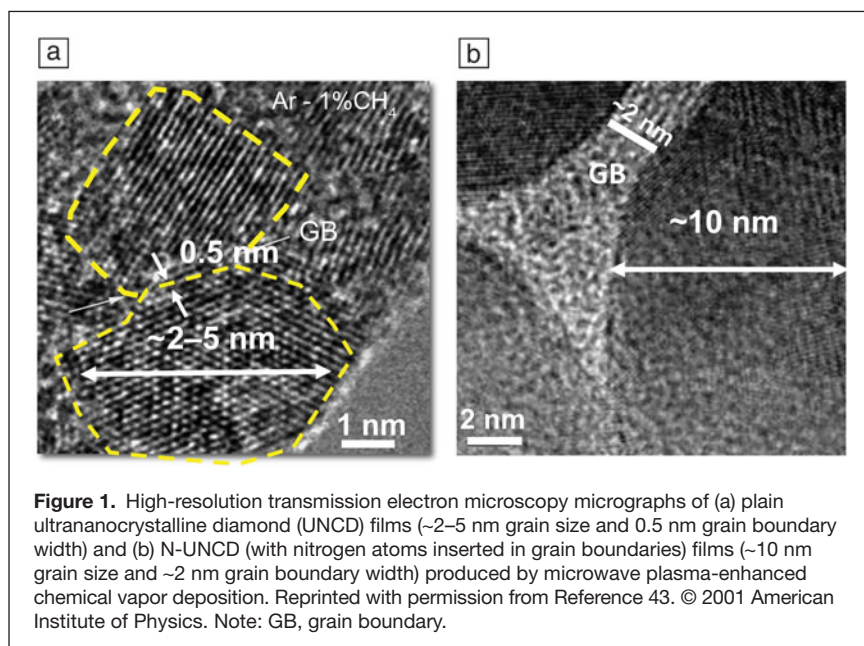 a
b
Ar - 1%CH₄
GB
0.5 nm
~2–5 nm
1 nm
~2 nm
GB
~10 nm
2 nm
Figure 1. High-resolution transmission electron microscopy micrographs of (a) plain
ultrananocrystalline diamond (UNCD) films (~2–5 nm grain size and 0.5 nm grain boundary
width) and (b) N-UNCD (with nitrogen atoms inserted in grain boundaries) films (~10 nm
grain size and ~2 nm grain boundary width) produced by microwave plasma-enhanced
chemical vapor deposition. Reprinted with permission from Reference 43. © 2001 American
Institute of Physics. Note: GB, grain boundary.